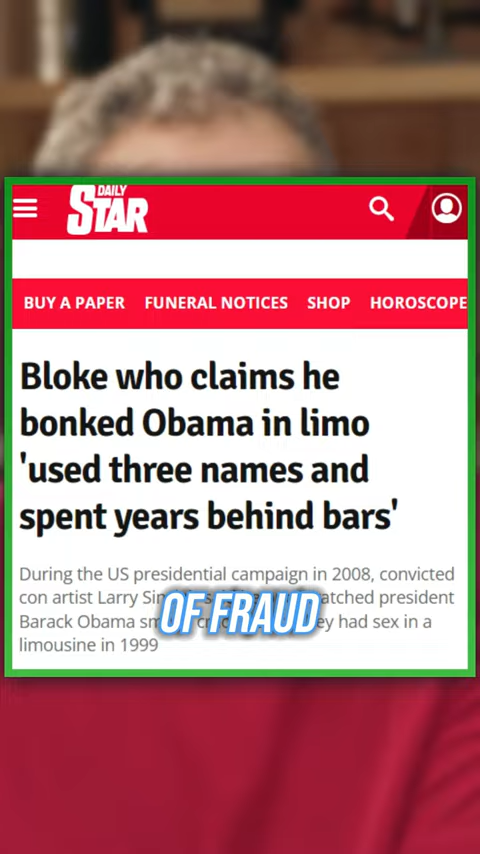 DAILY
STAR
BUY A PAPER FUNERAL NOTICES SHOP HOROSCOPE
Bloke who claims he
bonked Obama in limo
'used three names and
spent years behind bars'
During the US presidential campaign in 2008, convicted
con artist Larry president
Barack Obama had sex in a
limousine in 1999
OF FRAUD